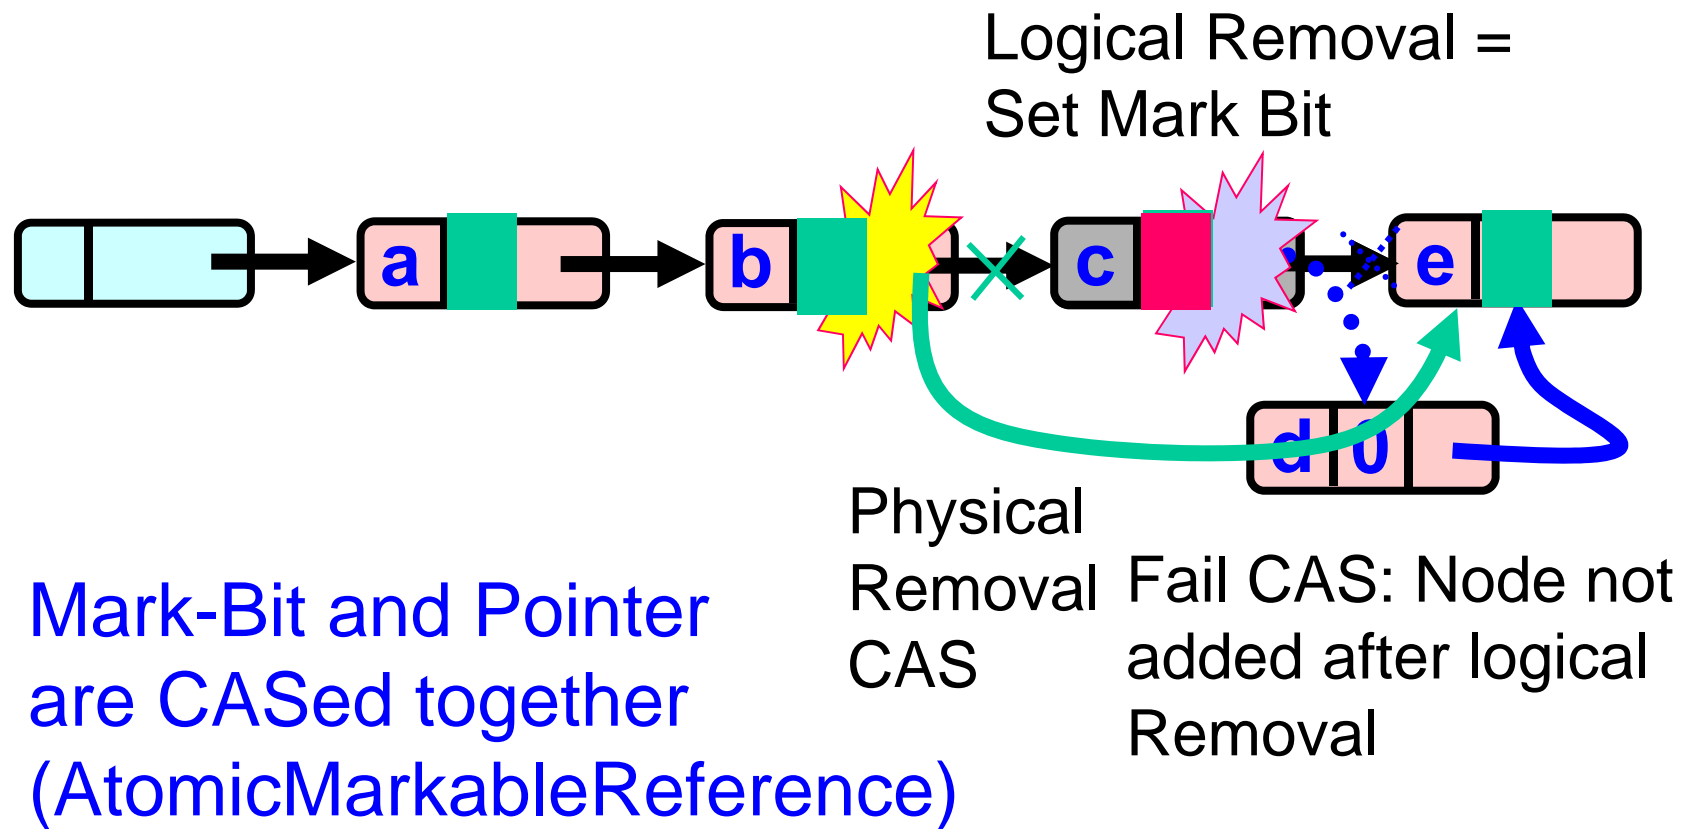 Logical Removal =
Set Mark Bit
a
b
c
e
d 0
Physical
Removal
CAS
Fail CAS: Node not
added after logical
Removal
Mark-Bit and Pointer
are CASed together
(AtomicMarkableReference)